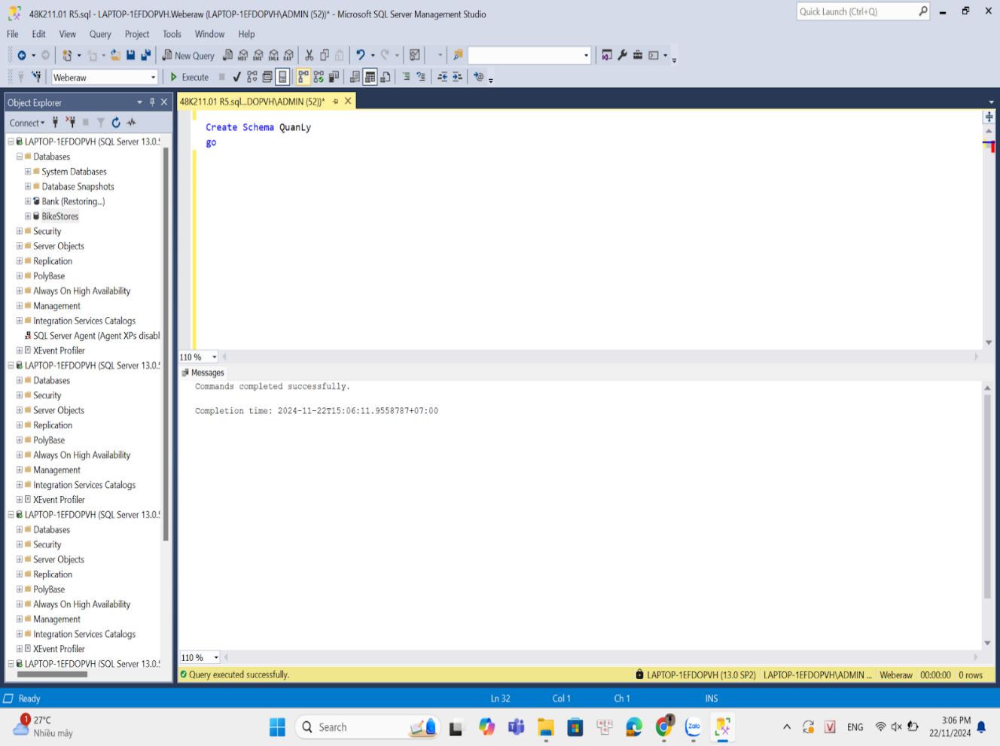 48K211.01 R5.sql - LAPTOP-1EFDOPVH.Weberaw (LAPTOP-1EFDOPVH\ADMIN (52))* - Microsoft SQL Server Management Studio
Quick Launch (Ctrl+Q)
File Edit View Query Project Tools Window Help
New Query
Weberaw
Execute
Object Explorer
48K211.01 R5.sql...DOPVH\ADMIN (52))*
Connect
LAPTOP-1EFDOPVH (SQL Server 13.0.5
Databases
System Databases
Database Snapshots
Bank (Restoring...)
BikeStores
Security
Server Objects
Replication
PolyBase
Always On High Availability
Management
Integration Services Catalogs
SQL Server Agent (Agent XPs disabl
XEvent Profiler
LAPTOP-1EFDOPVH (SQL Server 13.0.5
Databases
Security
Server Objects
Replication
PolyBase
Always On High Availability
Management
Integration Services Catalogs
XEvent Profiler
LAPTOP-1EFDOPVH (SQL Server 13.0.5
Databases
Security
Server Objects
Replication
PolyBase
Always On High Availability
Management
Integration Services Catalogs
XEvent Profiler
LAPTOP-1EFDOPVH (SQL Server 13.0.5
Create Schema QuanLy
go
110 %
Messages
Commands completed successfully.
Completion time: 2024-11-22T15:06:11.9558787+07:00
110 %
Query executed successfully.
LAPTOP-1EFDOPVH (13.0 SP2) LAPTOP-1EFDOPVH\ADMIN ... Weberaw 00:00:00 0 rows
Ready Ln 32 Col 1 Ch 1 INS
1
27°C
Nhiều mây
Search
Zalo
V
ENG
3:06 PM
22/11/2024